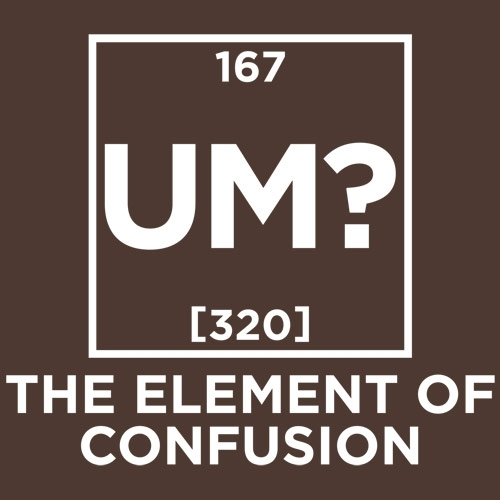 167
UM?
[320]
THE ELEMENT OF
CONFUSION